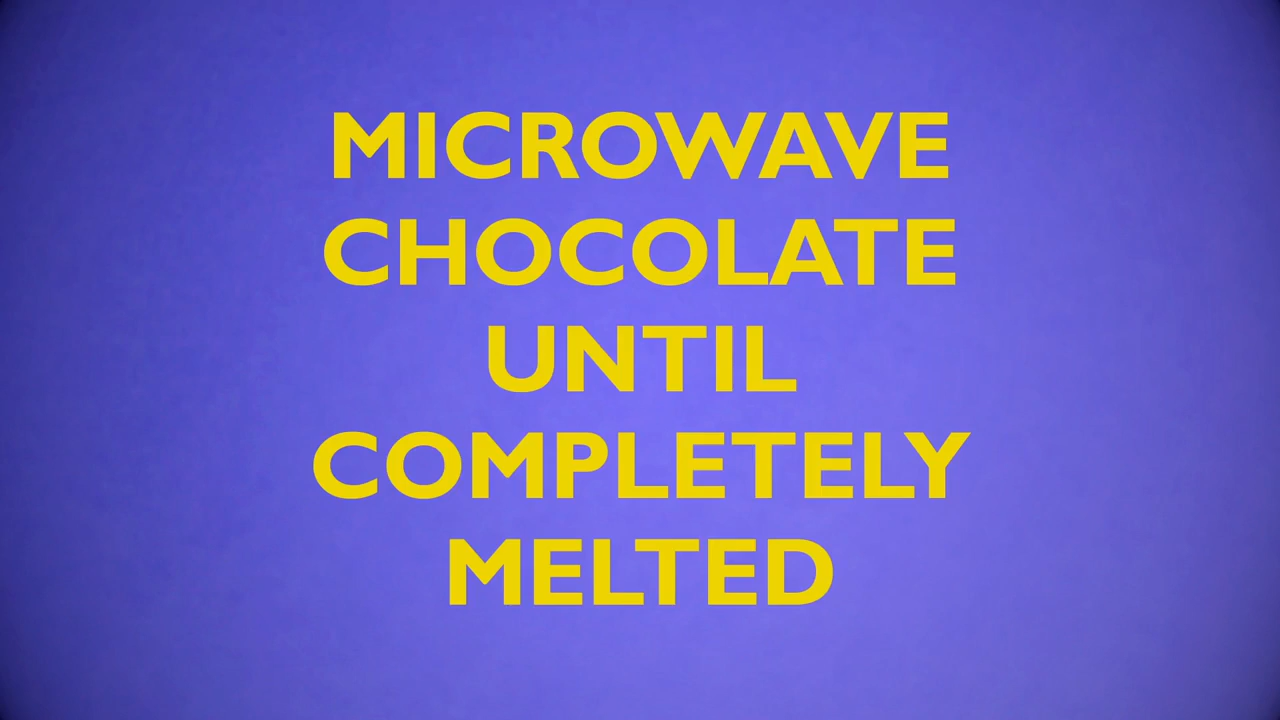 MICROWAVE
CHOCOLATE
UNTIL
COMPLETELY
MELTED